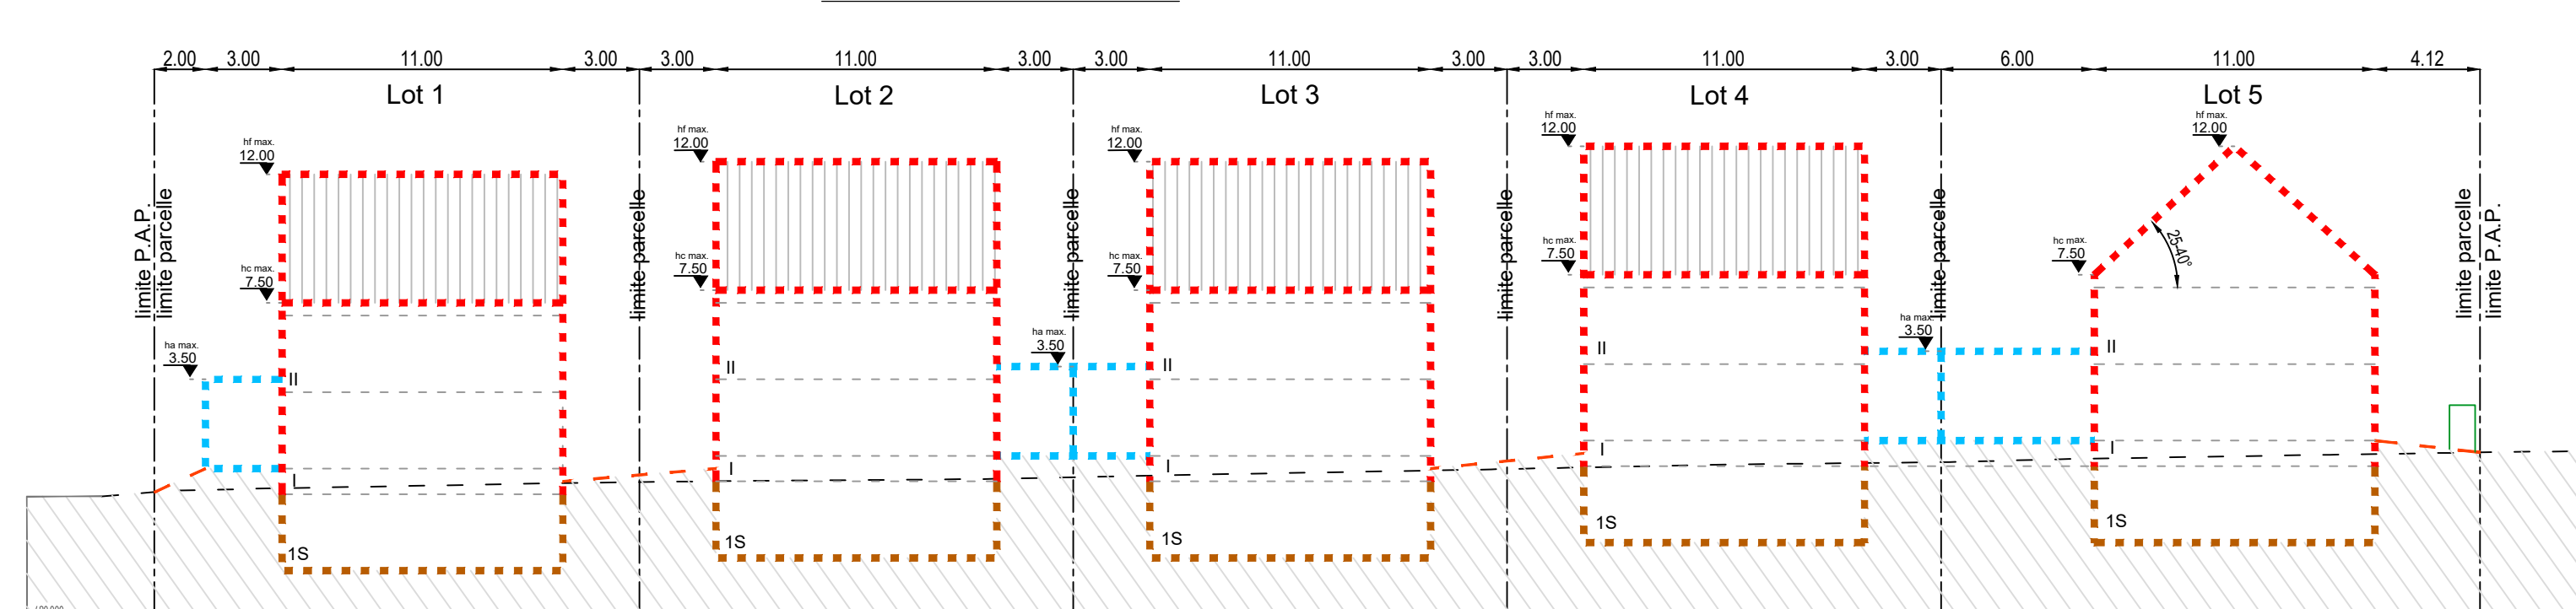 2.00 3.00 11.00 3.00 3.00 11.00 3.00 3.00 11.00 3.00 3.00 11.00 3.00 6.00 11.00 4.12
Lot 1 Lot 2 Lot 3 Lot 4 Lot 5
limite P.A.P.
limite parcelle
hf max.
12.00
hc max.
7.50
ha max.
3.50
II
I
1S
limite parcelle
hf max.
12.00
hc max.
7.50
II
I
1S
limite parcelle
ha max.
3.50
hf max.
12.00
hc max.
7.50
II
I
1S
limite parcelle
hf max.
12.00
hc max.
7.50
II
I
1S
limite parcelle
ha max.
3.50
hf max.
12.00
hc max.
7.50
25-40°
II
I
1S
limite parcelle
limite P.A.P.